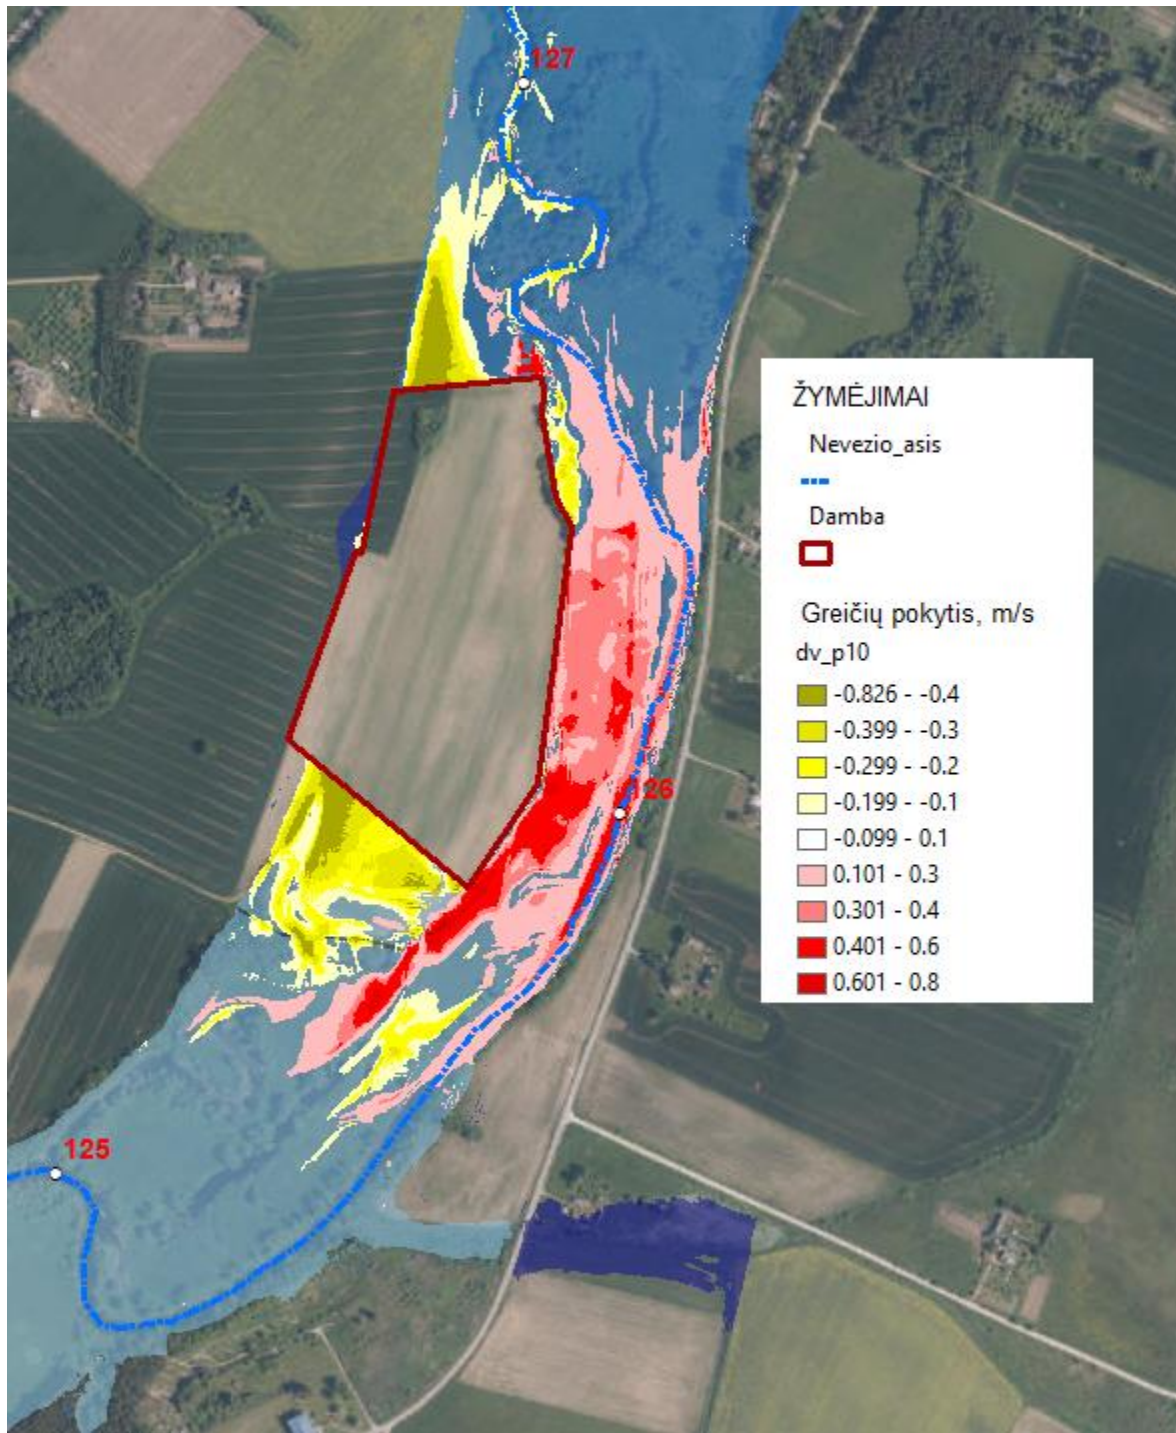 127
ŽYMĖJIMAI
Nevezio_asis
Damba
Greičių pokytis, m/s
dv_p10
-0.826 - -0.4
-0.399 - -0.3
-0.299 - -0.2
-0.199 - -0.1
-0.099 - 0.1
0.101 - 0.3
0.301 - 0.4
0.401 - 0.6
0.601 - 0.8
126
125